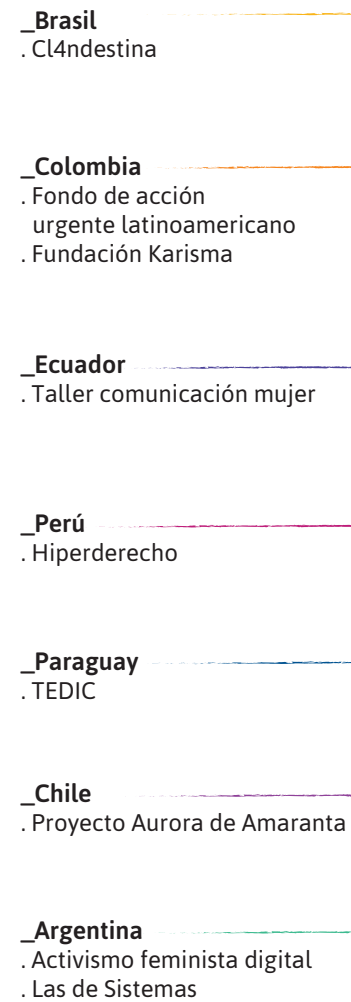 _Brasil
. Cl4ndestina
_Colombia
. Fondo de acción
urgente latinoamericano
. Fundación Karisma
_Ecuador
. Taller comunicación mujer
_Perú
. Hiperderecho
_Paraguay
. TEDIC
_Chile
. Proyecto Aurora de Amaranta
_Argentina
. Activismo feminista digital
. Las de Sistemas